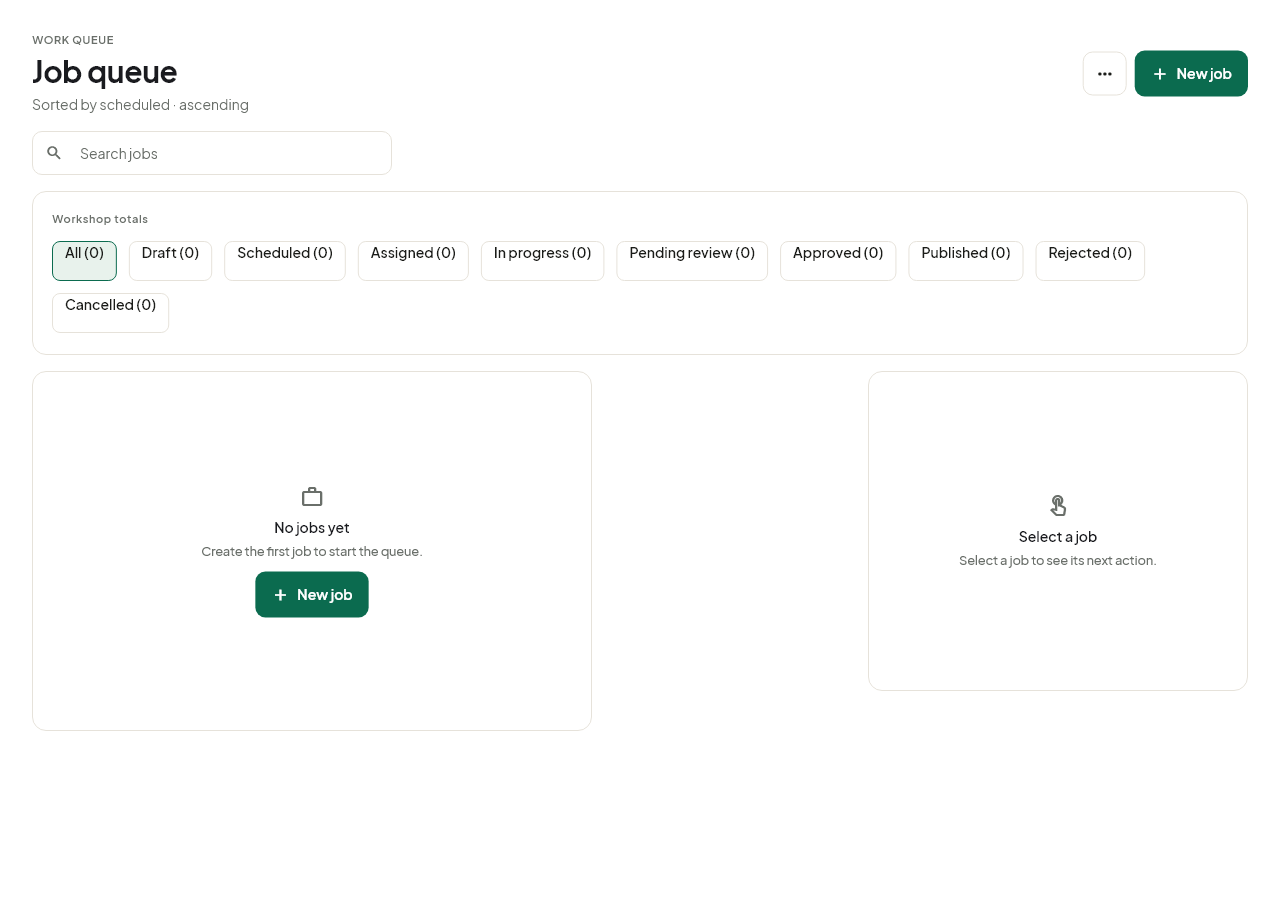 WORK QUEUE
Job queue
Sorted by scheduled · ascending
New job
Search jobs
Workshop totals
All (0) Draft (0) Scheduled (0) Assigned (0) In progress (0) Pending review (0) Approved (0) Published (0) Rejected (0)
Cancelled (0)
No jobs yet
Create the first job to start the queue.
New job
Select a job
Select a job to see its next action.